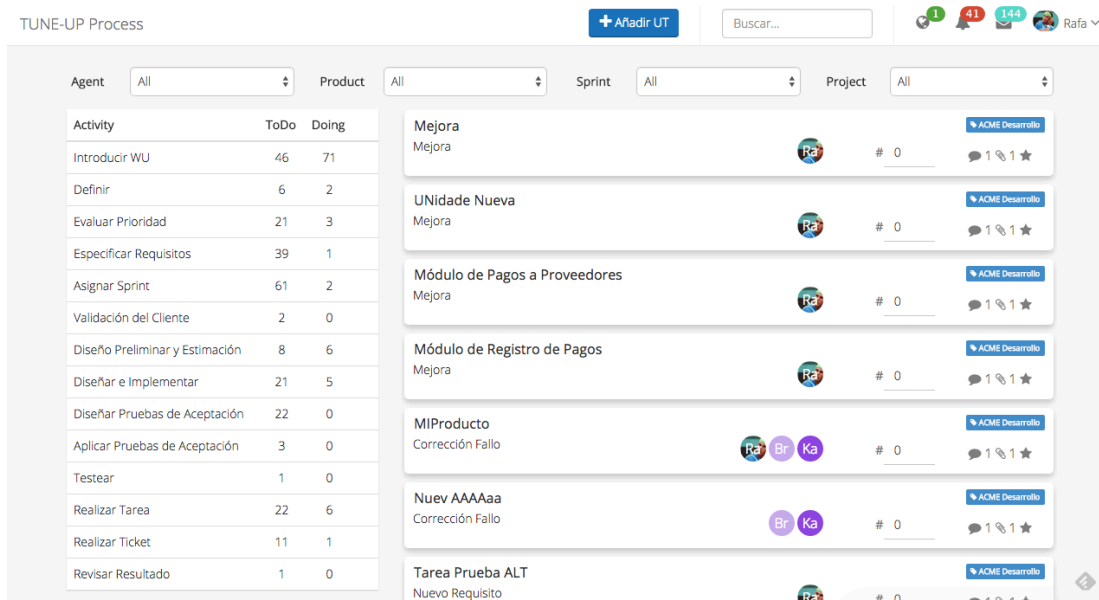 TUNE-UP Process
Añadir UT
Buscar...
1
41
144
Rafa
Agent All
Product All
Sprint All
Project All
Activity ToDo Doing
Introducir WU 46 71
Definir 6 2
Evaluar Prioridad 21 3
Especificar Requisitos 39 1
Asignar Sprint 61 2
Validación del Cliente 2 0
Diseño Preliminar y Estimación 8 6
Diseñar e Implementar 21 5
Diseñar Pruebas de Aceptación 22 0
Aplicar Pruebas de Aceptación 3 0
Testear 1 0
Realizar Tarea 22 6
Realizar Ticket 11 1
Revisar Resultado 1 0
Mejora
Mejora
Ra
# 0
ACME Desarrollo
1 1
UNidade Nueva
Mejora
Ra
# 0
ACME Desarrollo
1 1
Módulo de Pagos a Proveedores
Mejora
Ra
# 0
ACME Desarrollo
1 1
Módulo de Registro de Pagos
Mejora
Ra
# 0
ACME Desarrollo
1 1
MIProducto
Corrección Fallo
Ra Br Ka
# 0
ACME Desarrollo
1 1
Nuev AAAAaa
Corrección Fallo
Br Ka
# 0
ACME Desarrollo
1 1
Tarea Prueba ALT
Nuevo Requisito
Ra
# 0
ACME Desarrollo
1 1